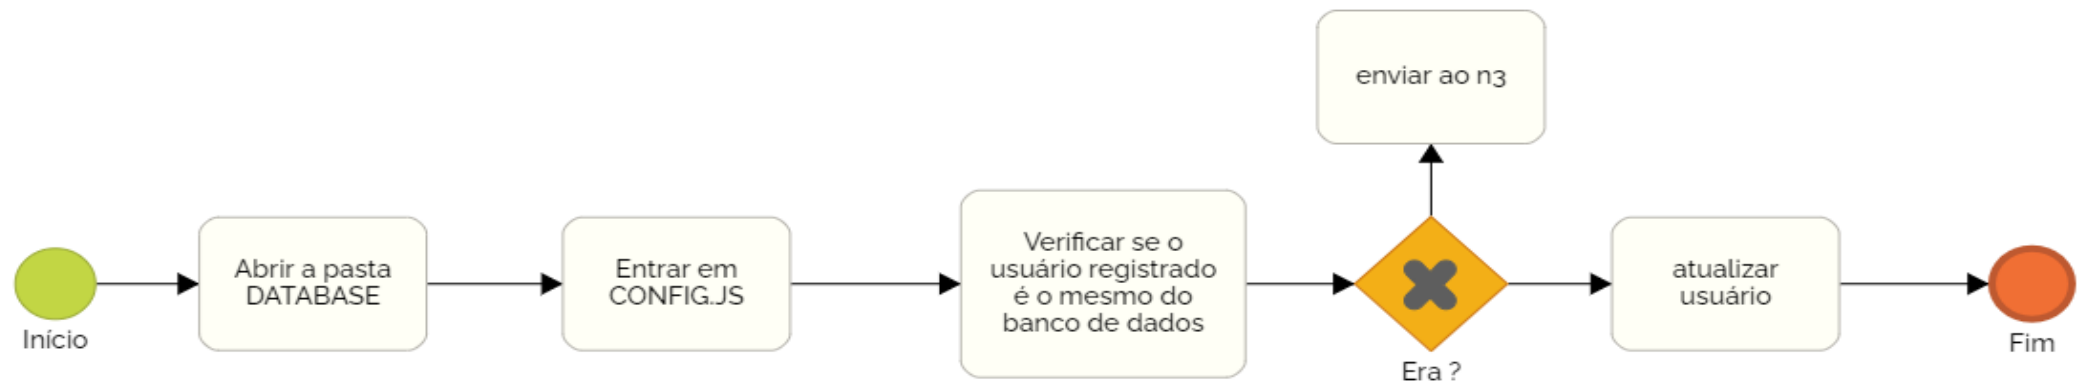 Início
Abrir a pasta
DATABASE
Entrar em
CONFIG.JS
Verificar se o
usuário registrado
é o mesmo do
banco de dados
Era ?
enviar ao n3
atualizar
usuário
Fim